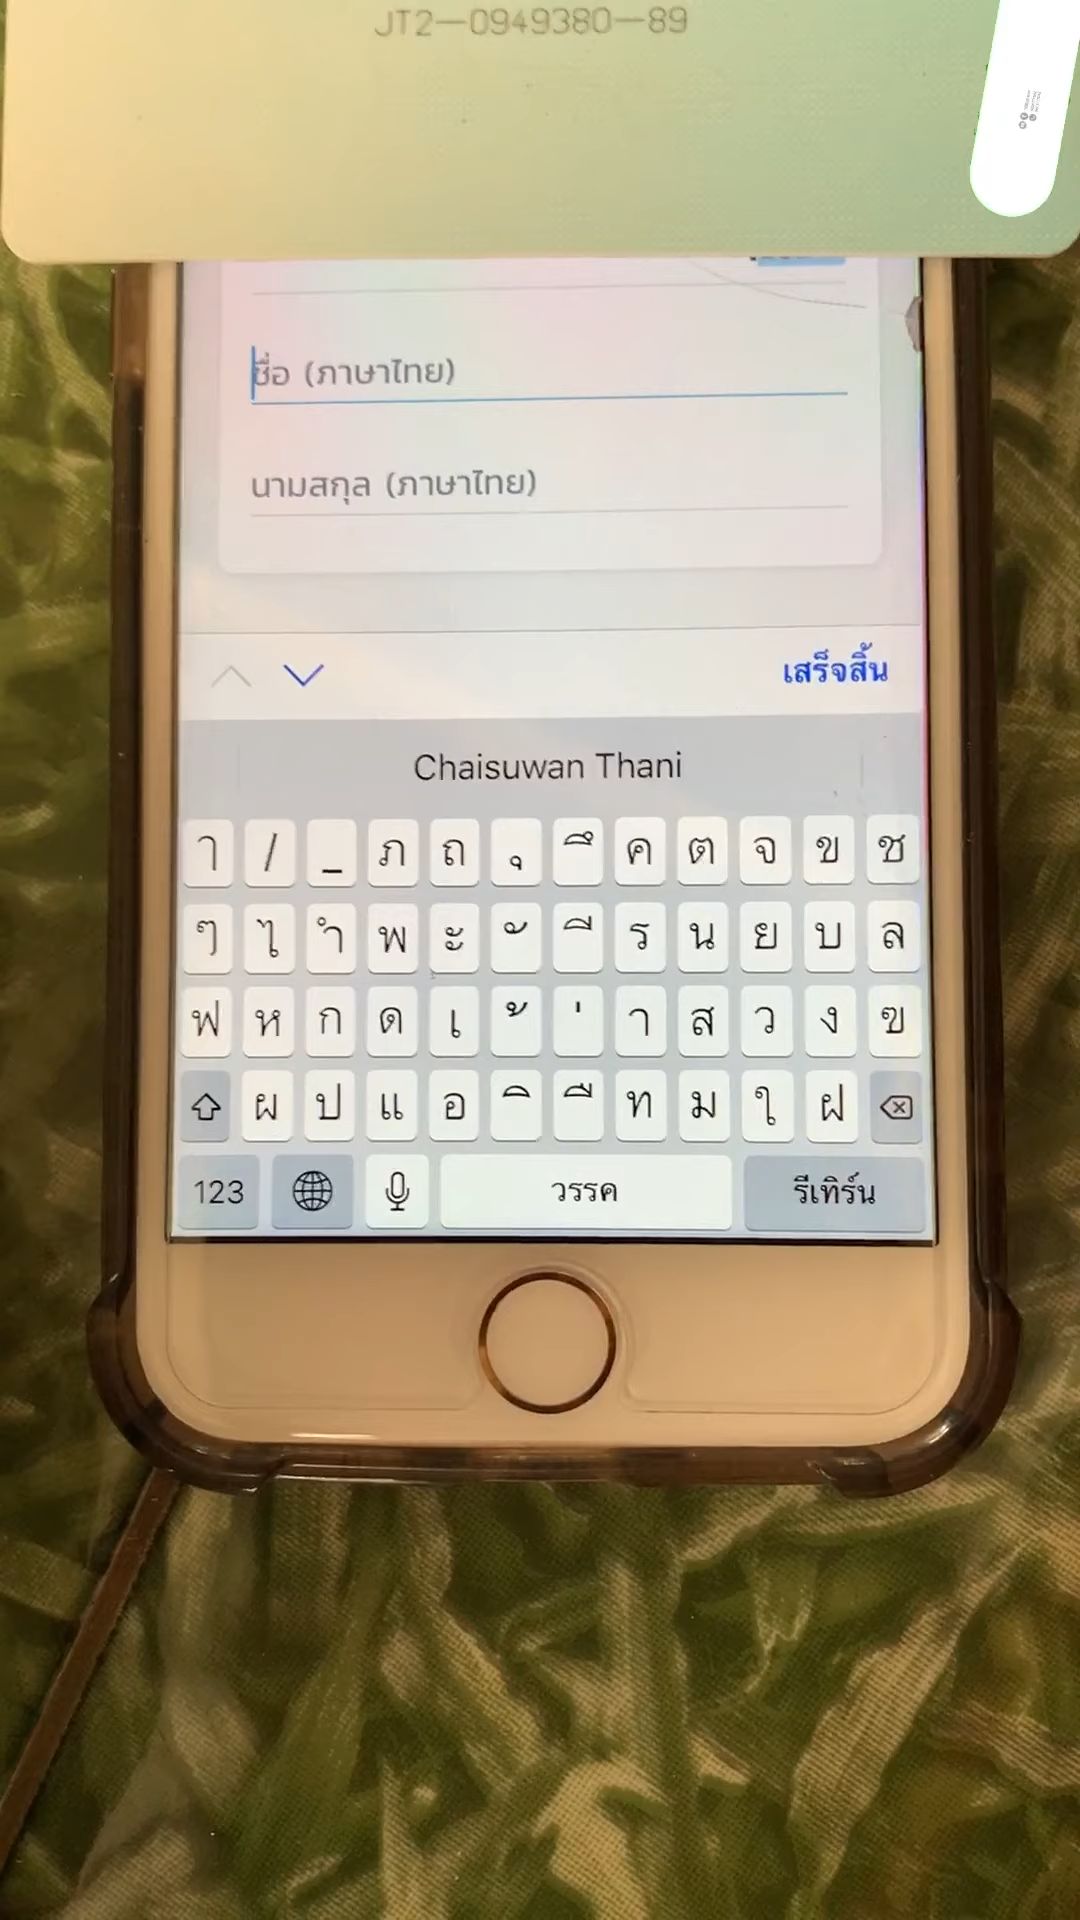 JT2-0949380-89
ชื่อ (ภาษาไทย)
นามสกุล (ภาษาไทย)
เสร็จสิ้น
Chaisuwan Thani
ๅ / _ ภ ถ ุ ึ ค ต จ ข ช
ๆ ไ ำ พ ะ ั ี ร น ย บ ล
ฟ ห ก ด เ ้ ่ า ส ว ง ฃ
ผ ป แ อ ิ ื ท ม ใ ฝ
123 วรรค รีเทิร์น